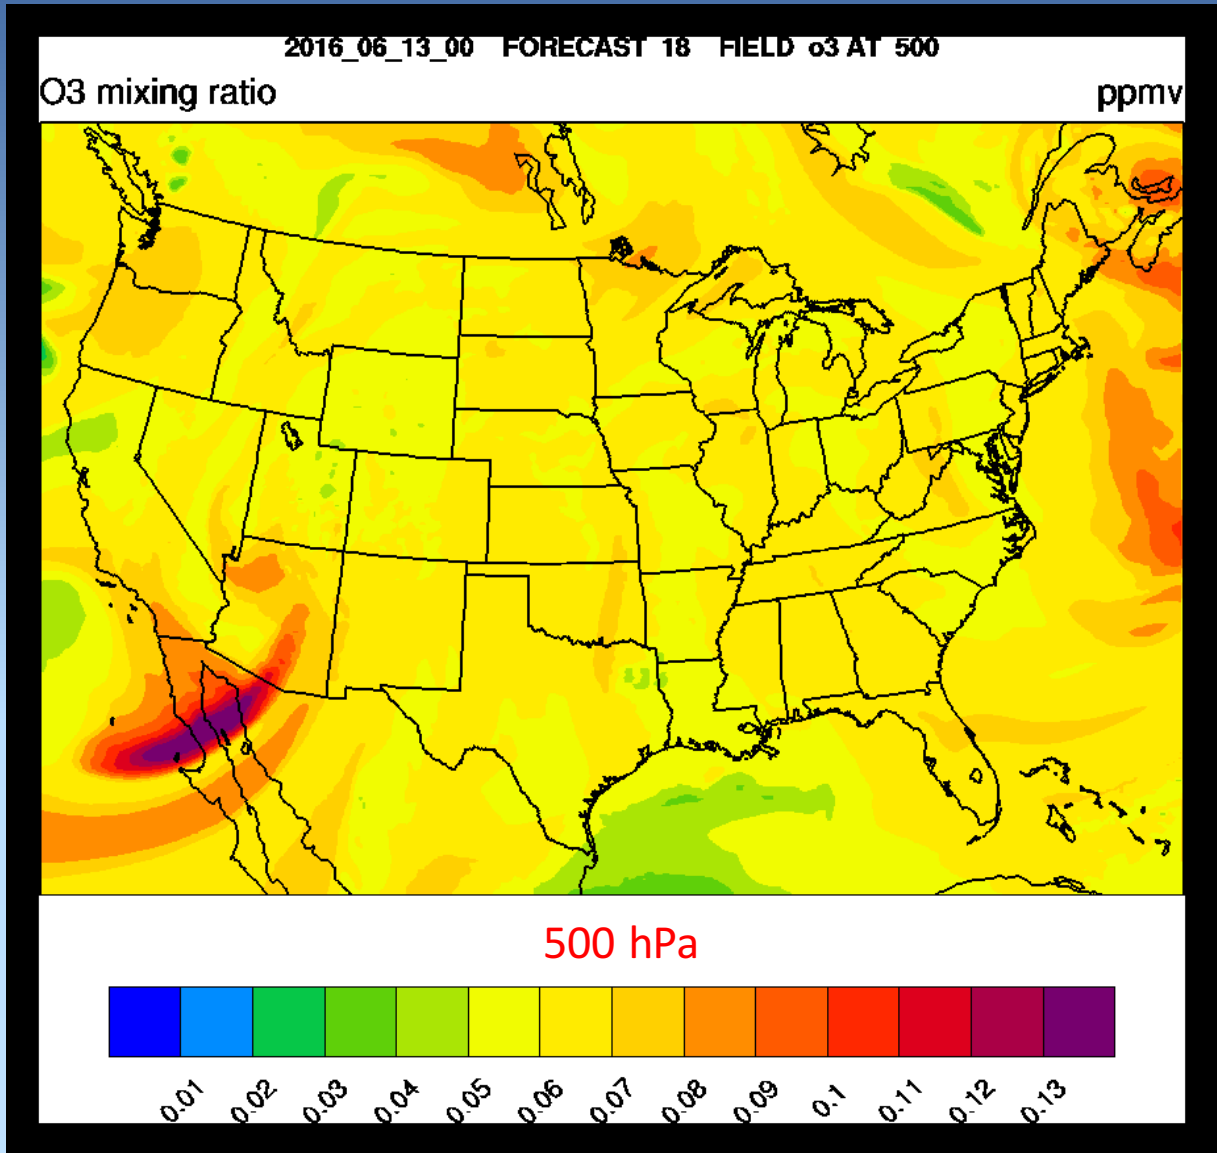 2016_06_13_00 FORECAST 18 FIELD o3 AT 500
O3 mixing ratio ppmv
500 hPa
0.01 0.02 0.03 0.04 0.05 0.06 0.07 0.08 0.09 0.1 0.11 0.12 0.13